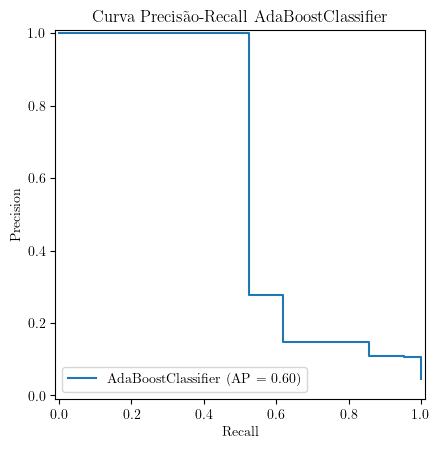 Curva Precisão-Recall AdaBoostClassifier
1.0
0.8
0.6
0.4
0.2
0.0
Precision
AdaBoostClassifier (AP = 0.60)
0.0 0.2 0.4 0.6 0.8 1.0
Recall